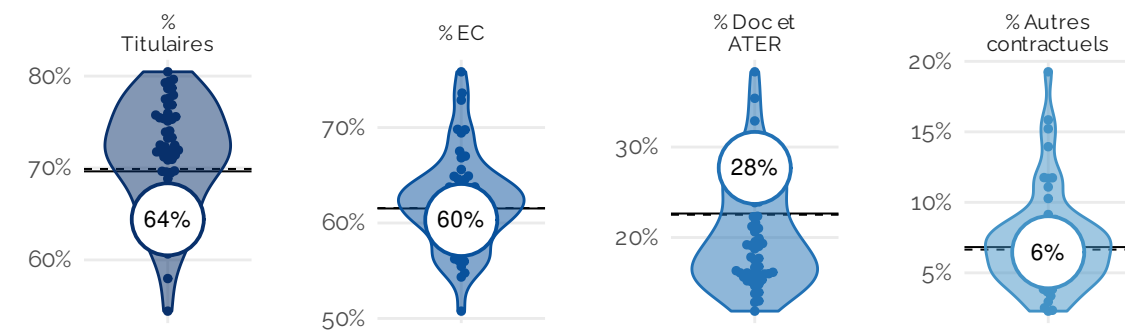 %
Titulaires
80%
70%
60%
64%
% EC
70%
60%
50%
60%
% Doc et
ATER
30%
20%
28%
% Autres
contractuels
20%
15%
10%
5%
6%